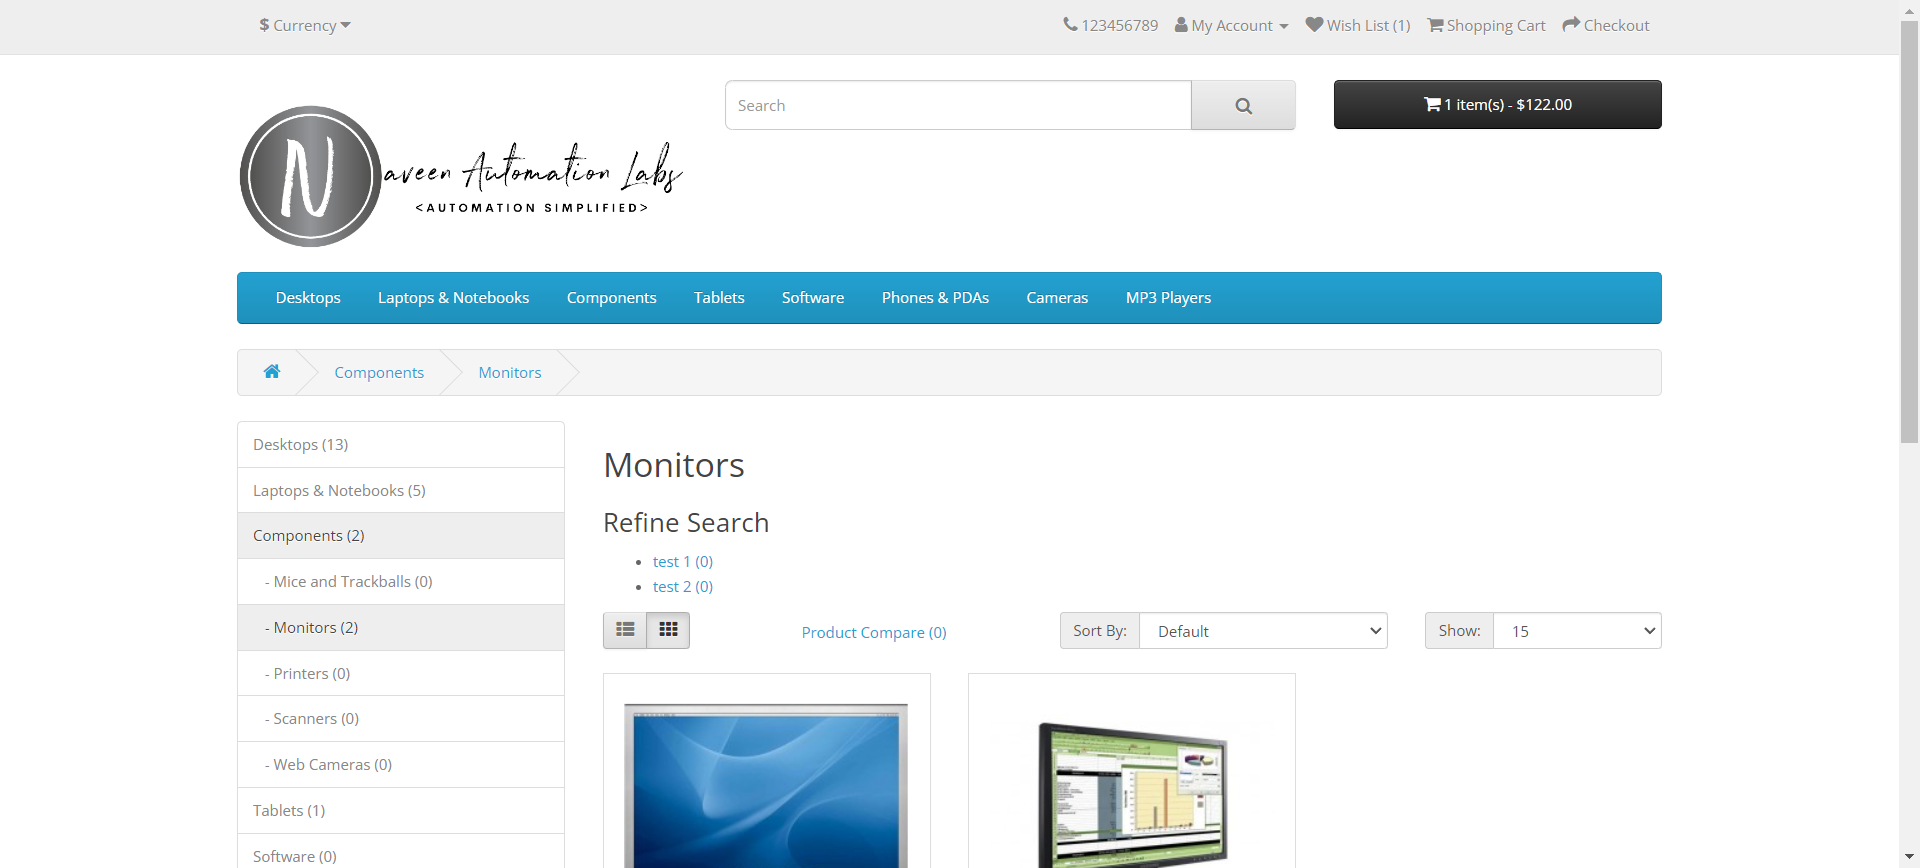 $ Currency
123456789 My Account Wish List (1) Shopping Cart Checkout
Search
1 item(s) - $122.00
N
aveen Automation Labs
<AUTOMATION SIMPLIFIED>
Desktops Laptops & Notebooks Components Tablets Software Phones & PDAs Cameras MP3 Players
Components Monitors
Desktops (13)
Laptops & Notebooks (5)
Components (2)
- Mice and Trackballs (0)
- Monitors (2)
- Printers (0)
- Scanners (0)
- Web Cameras (0)
Tablets (1)
Software (0)
Monitors
Refine Search
test 1 (0)
test 2 (0)
Product Compare (0)
Sort By: Default
Show: 15